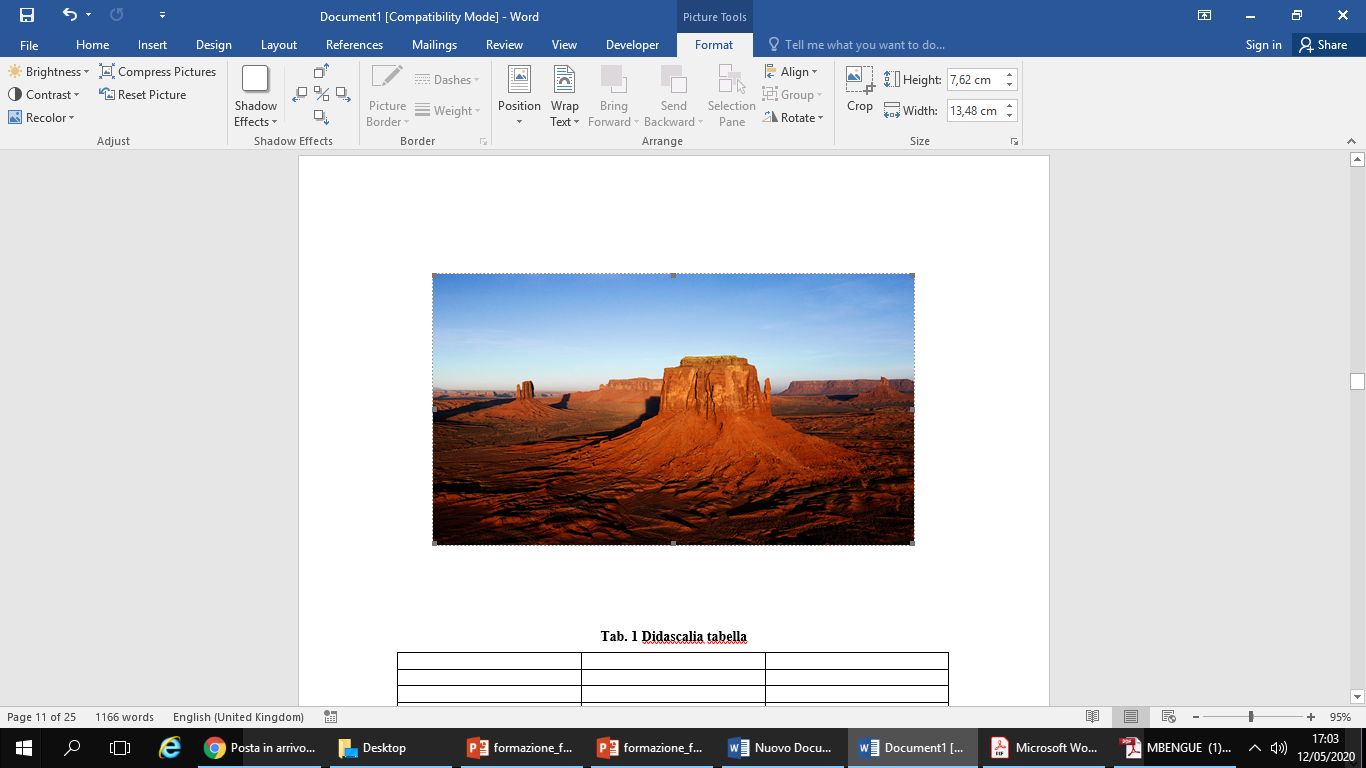 Document1 [Compatibility Mode] - Word
Picture Tools
File Home Insert Design Layout References Mailings Review View Developer Format Tell me what you want to do... Sign in Share
Brightness Compress Pictures
Contrast Reset Picture
Recolor
Shadow Effects
Picture Border
Dashes
Weight
Position
Wrap Text
Bring Forward
Send Backward
Selection Pane
Align
Group
Rotate
Crop
Height: 7,62 cm
Width: 13,48 cm
Adjust Shadow Effects Border Arrange Size
Tab. 1 Didascalia tabella
Page 11 of 25 1166 words English (United Kingdom) 95%
Posta in arrivo... Desktop formazione_f... formazione_f... Nuovo Docu... Document1 [... Microsoft Wo... MBENGUE (1)...
17:03
12/05/2020